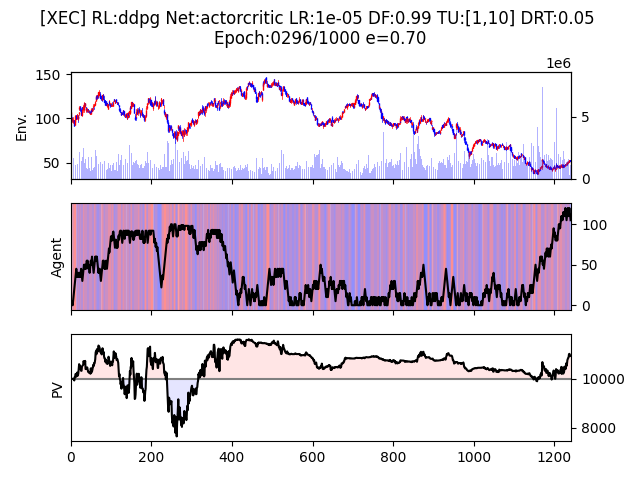 [XEC] RL:ddpg Net:actorcritic LR:1e-05 DF:0.99 TU:[1,10] DRT:0.05
Epoch:0296/1000 e=0.70
1e6
150
100
50
Env.
5
0
Agent
100
50
0
PV
10000
8000
0 200 400 600 800 1000 1200